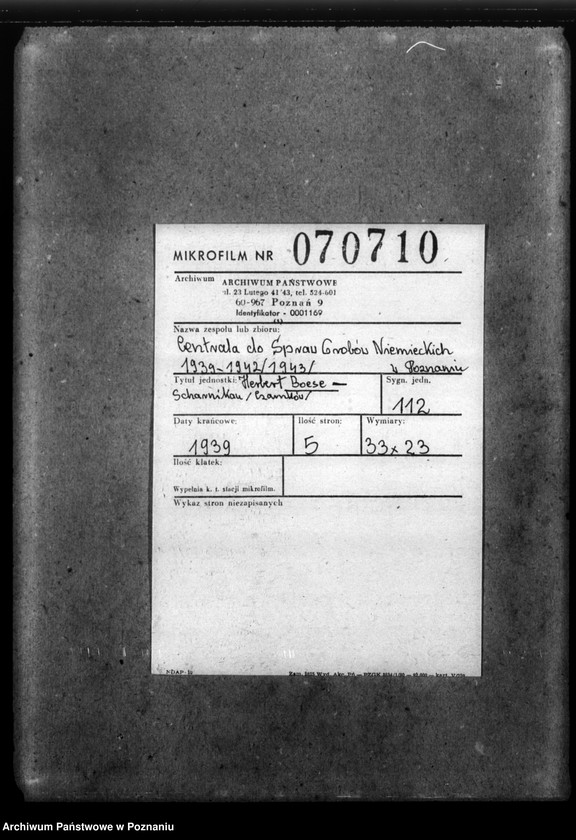 MIKROFILM NR 070710
Archiwum ARCHIWUM PAŃSTWOWE
pl. 23 Lutego 41/43, tel. 524-601
60-967 Poznań 9
Identyfikator - 0001169
Nazwa zespołu lub zbioru:
Centrala do Spraw Grobów Niemieckich
1939-1942/1943/ w Poznaniu
Tytuł jednostki: Herbert Boese —
Scharnikau /Czarnków/
Sygn. jedn.
112
Daty krańcowe: Ilość stron: Wymiary:
1939 5 33x23
Ilość klatek:
Wypełnia k. t. stacji mikrofilm.
Wykaz stron niezapisanych
NDAP
Archiwum Państwowe w Poznaniu